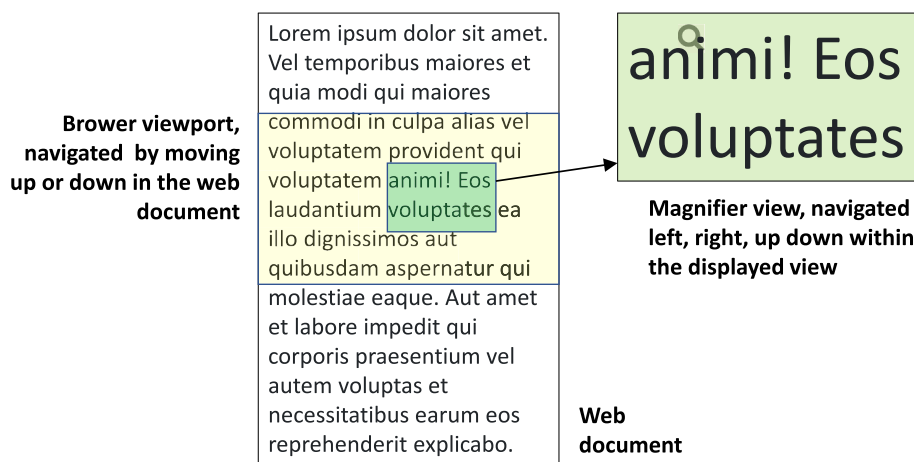 Lorem ipsum dolor sit amet.
Vel temporibus maiores et
quia modi qui maiores
commodi in culpa alias vel
voluptatem provident qui
voluptatem animi! Eos
laudantium voluptates ea
illo dignissimos aut
quibusdam aspernatur qui
molestiae eaque. Aut amet
et labore impedit qui
corporis praesentium vel
autem voluptas et
necessitatibus earum eos
reprehenderit explicabo.
Brower viewport,
navigated by moving
up or down in the web
document
animi! Eos
voluptates
Magnifier view, navigated
left, right, up down within
the displayed view
Web
document